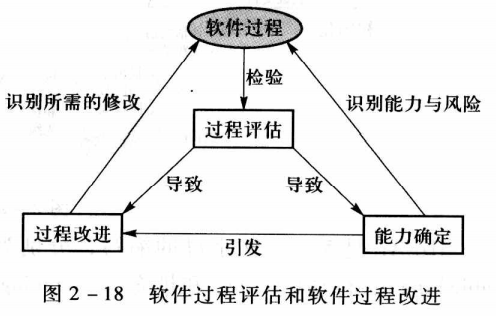 软件过程
检验
识别所需的修改
识别能力与风险
过程评估
导致
导致
过程改进
引发
能力确定
图 2-18 软件过程评估和软件过程改进